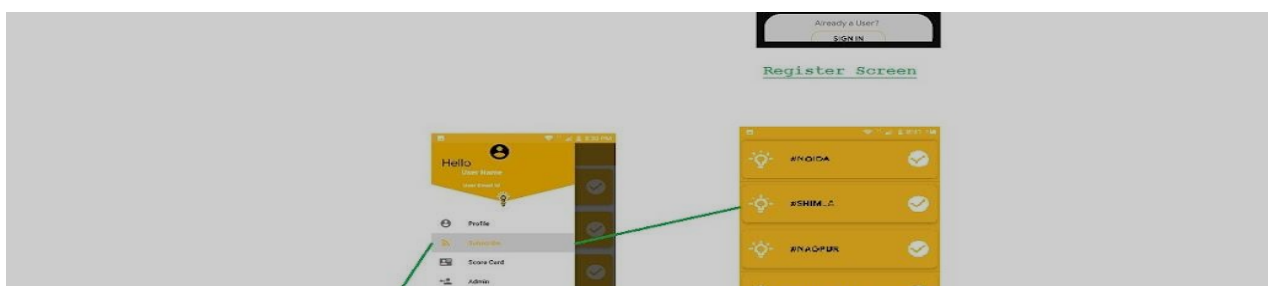 Already a User?
SIGN IN
Register Screen
Hello
User Name
#NOIDA
#SHIMLA
#NAGPUR
Profile
Subscribe
Score Card
Admin